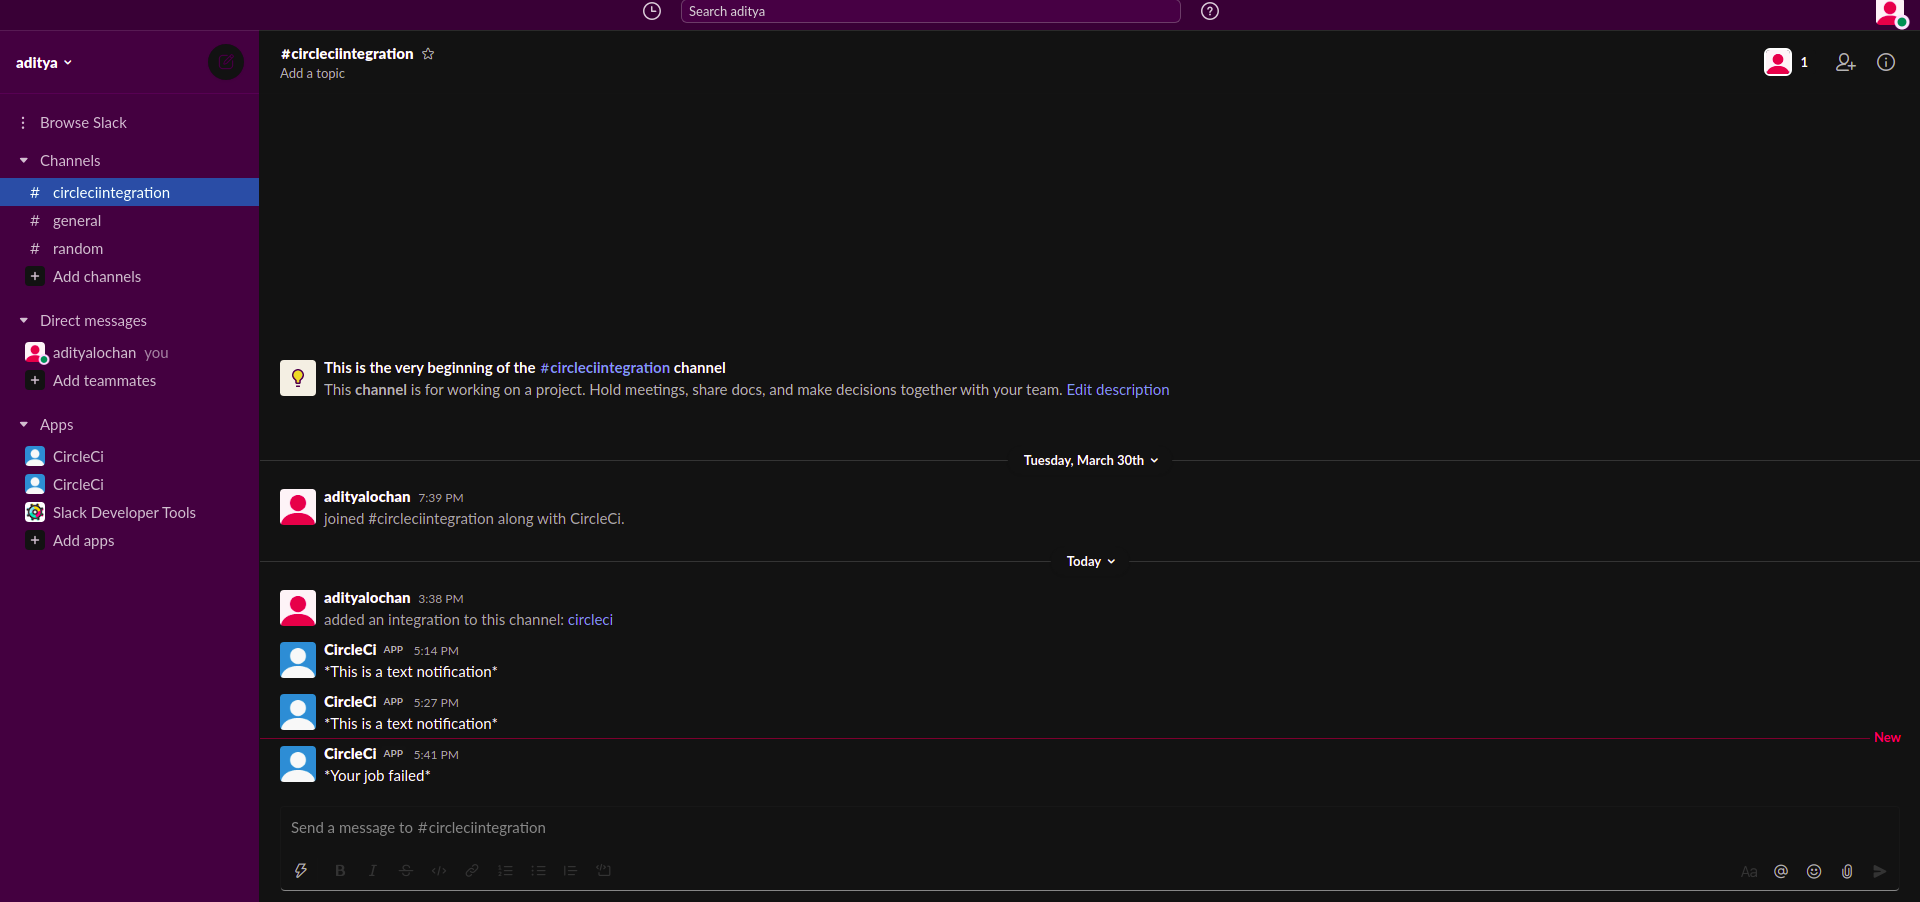 Search aditya
aditya
Browse Slack
Channels
# circleciintegration
# general
# random
+ Add channels
Direct messages
adityalochan you
+ Add teammates
Apps
CircleCi
CircleCi
Slack Developer Tools
+ Add apps
#circleciintegration
Add a topic
1
This is the very beginning of the #circleciintegration channel
This channel is for working on a project. Hold meetings, share docs, and make decisions together with your team. Edit description
Tuesday, March 30th
adityalochan 7:39 PM
joined #circleciintegration along with CircleCi.
Today
adityalochan 3:38 PM
added an integration to this channel: circleci
CircleCi APP 5:14 PM
*This is a text notification*
CircleCi APP 5:27 PM
*This is a text notification*
New
CircleCi APP 5:41 PM
*Your job failed*
Send a message to #circleciintegration
B I S </> Aa @